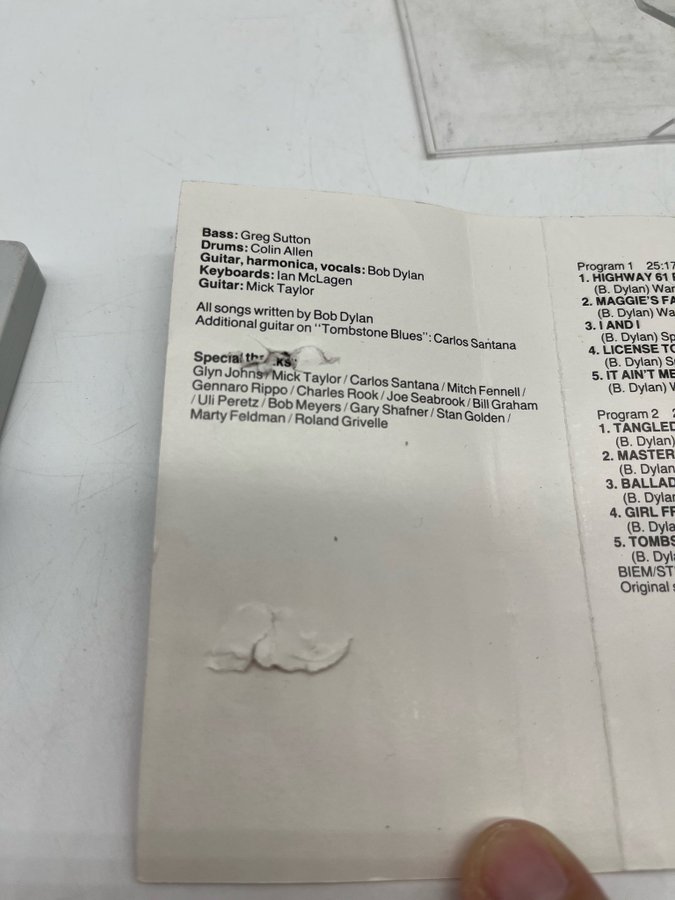 Bass: Greg Sutton
Drums: Colin Allen
Guitar, harmonica, vocals: Bob Dylan
Keyboards: Ian McLagen
Guitar: Mick Taylor
All songs written by Bob Dylan
Additional guitar on "Tombstone Blues": Carlos Santana
Special
Glyn Johns / Mick Taylor / Carlos Santana / Mitch Fennell /
Gennaro Rippo / Charles Rook / Joe Seabrook / Bill Graham
/ Uli Peretz / Bob Meyers / Gary Shafner / Stan Golden /
Marty Feldman / Roland Grivelle
Program 1 25:17
1. HIGHWAY 61
(B. Dylan) War
2. MAGGIE'S FA
(B. Dylan) Wa
3. I AND I
(B. Dylan) Sp
4. LICENSE TO
(B. Dylan) S
5. IT AIN'T ME
(B. Dylan) W
Program 2 2
1. TANGLED
(B. Dylan)
2. MASTER
(B. Dylan)
3. BALLAD
(B. Dylan
4. GIRL FR
(B. Dyla
5. TOMBS
(B. Dyl
BIEM/ST
Original